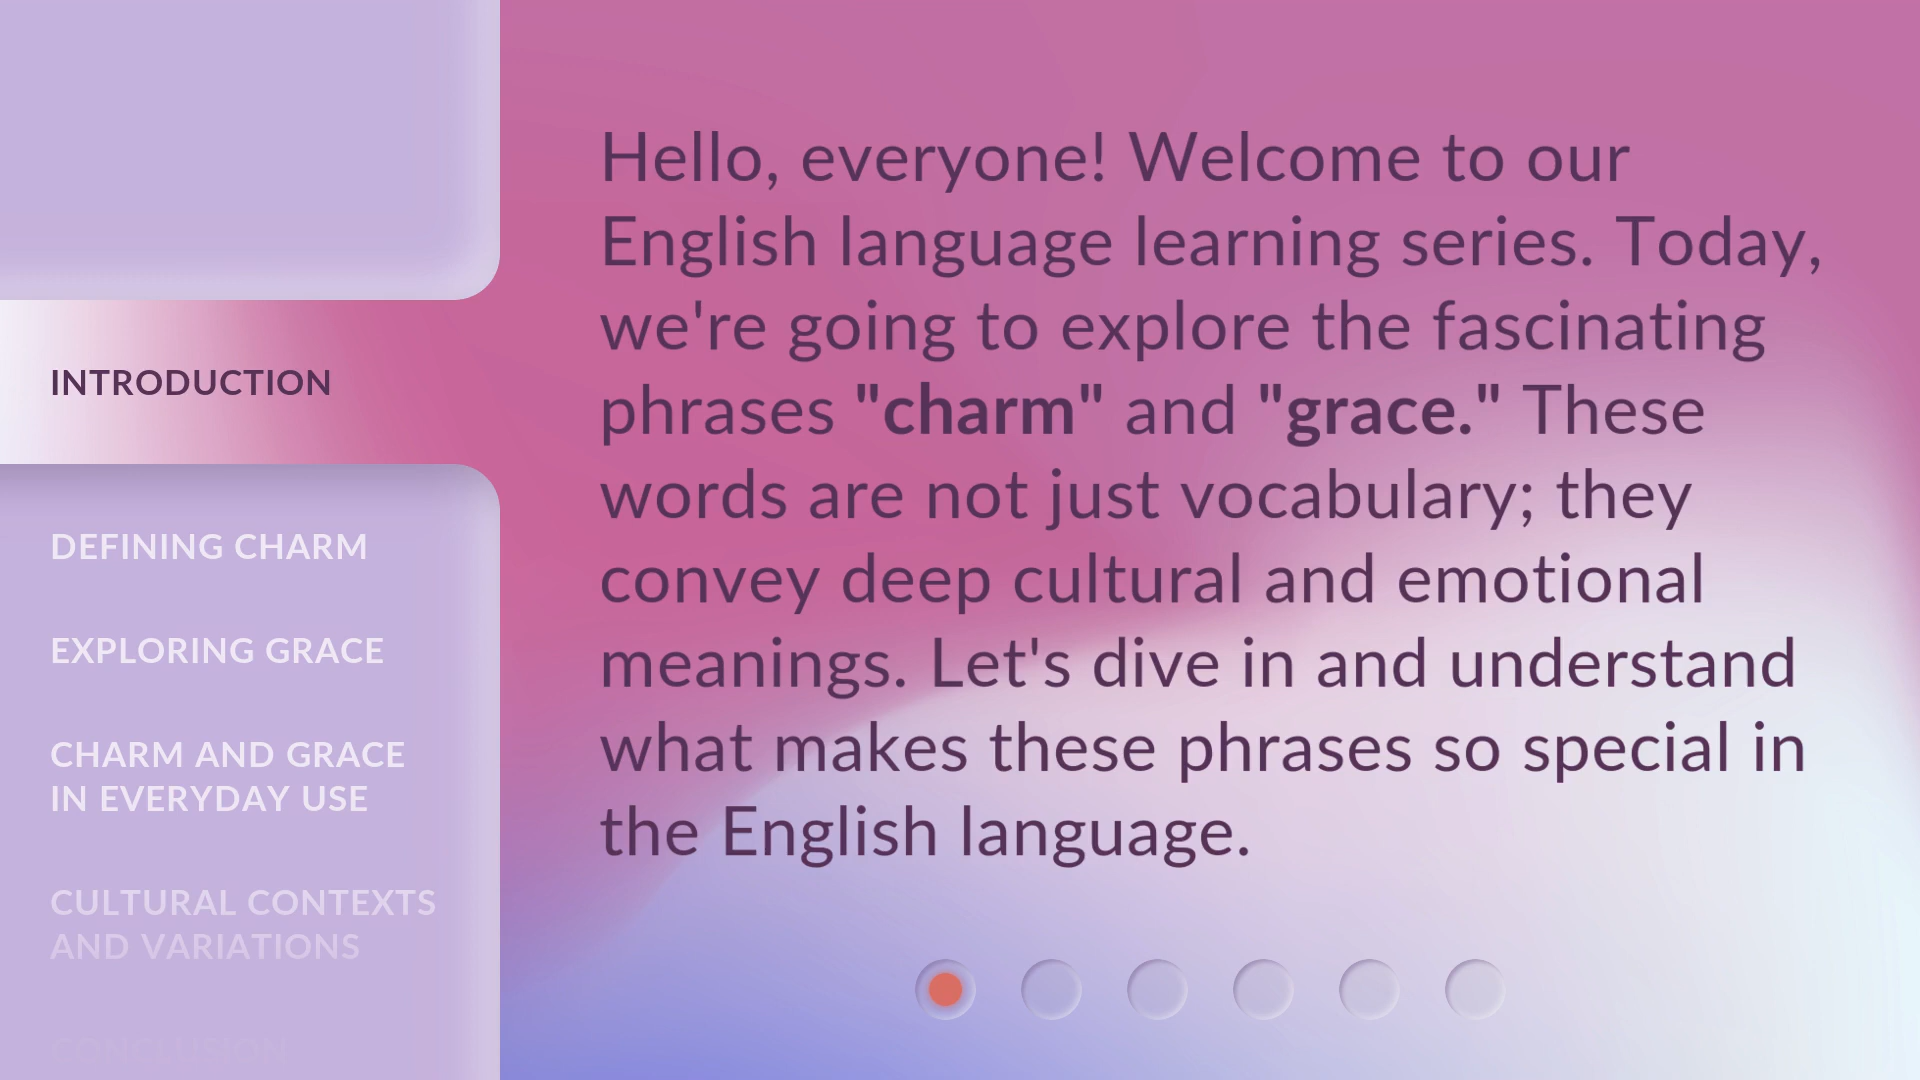 INTRODUCTION
DEFINING CHARM
EXPLORING GRACE
CHARM AND GRACE
IN EVERYDAY USE
CULTURAL CONTEXTS
AND VARIATIONS
CONCLUSION
Hello, everyone! Welcome to our
English language learning series. Today,
we're going to explore the fascinating
phrases "charm" and "grace." These
words are not just vocabulary; they
convey deep cultural and emotional
meanings. Let's dive in and understand
what makes these phrases so special in
the English language.